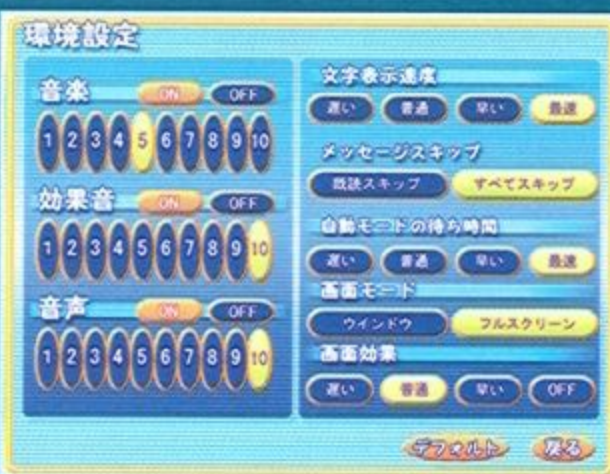 環境設定
音楽 ON OFF
1 2 3 4 5 6 7 8 9 10
効果音 ON OFF
1 2 3 4 5 6 7 8 9 10
音声 ON OFF
1 2 3 4 5 6 7 8 9 10
文字表示速度
遅い 普通 早い 最速
メッセージスキップ
既読スキップ すべてスキップ
自動モードの待ち時間
遅い 普通 早い 最速
画面モード
ウインドウ フルスクリーン
画面効果
遅い 普通 早い OFF
デフォルト 戻る